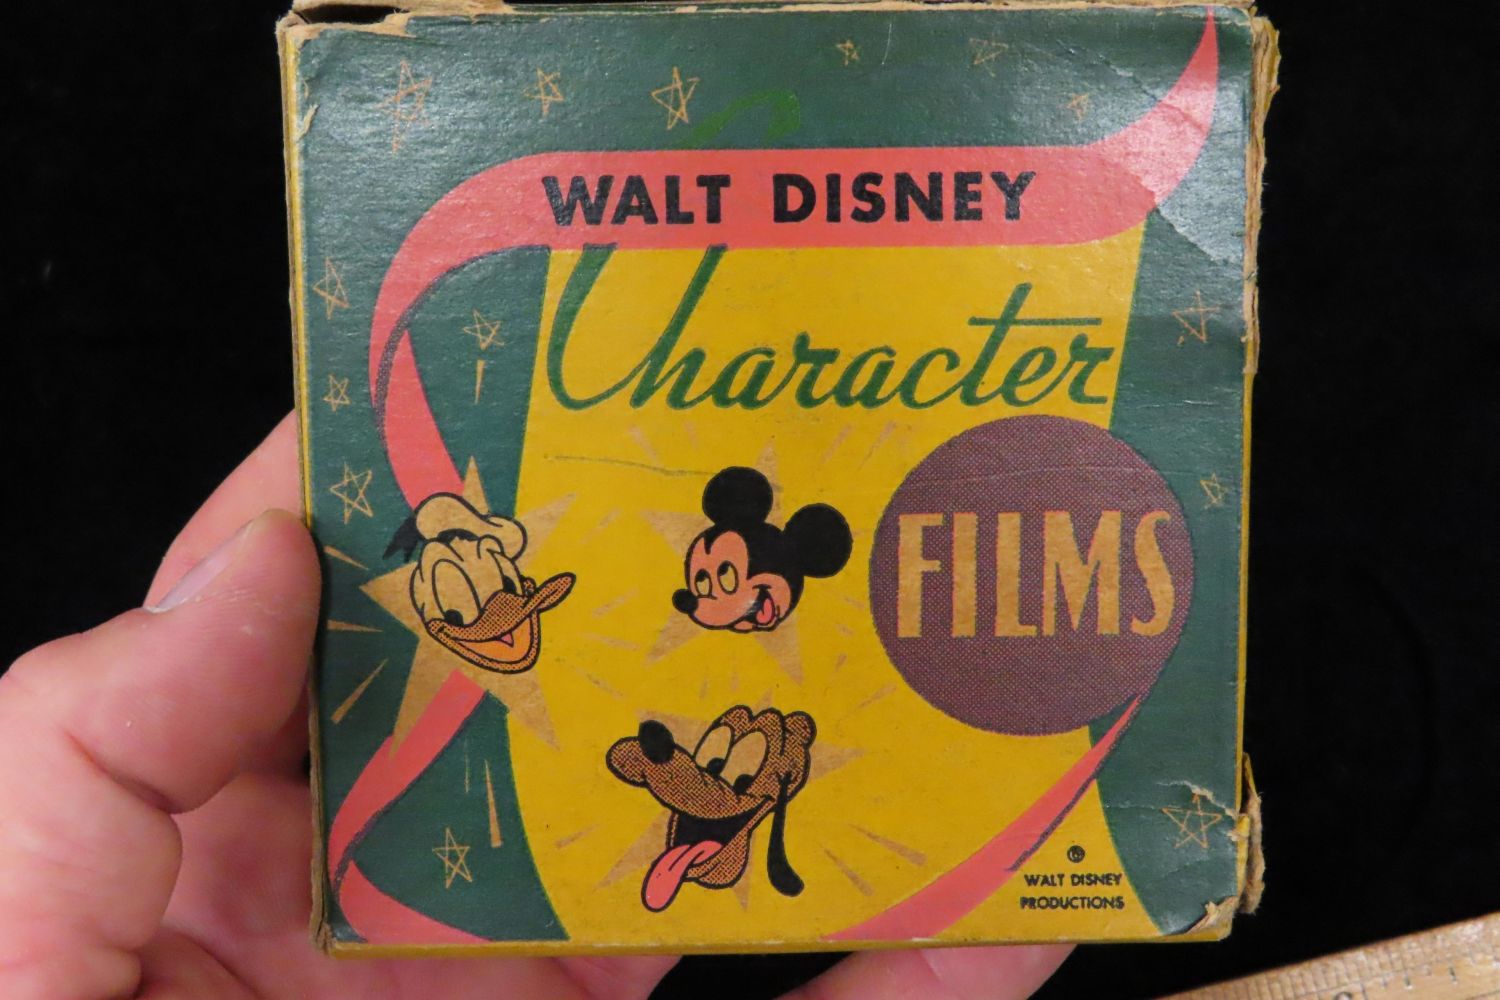 WALT DISNEY
Character
FILMS
©
WALT DISNEY
PRODUCTIONS